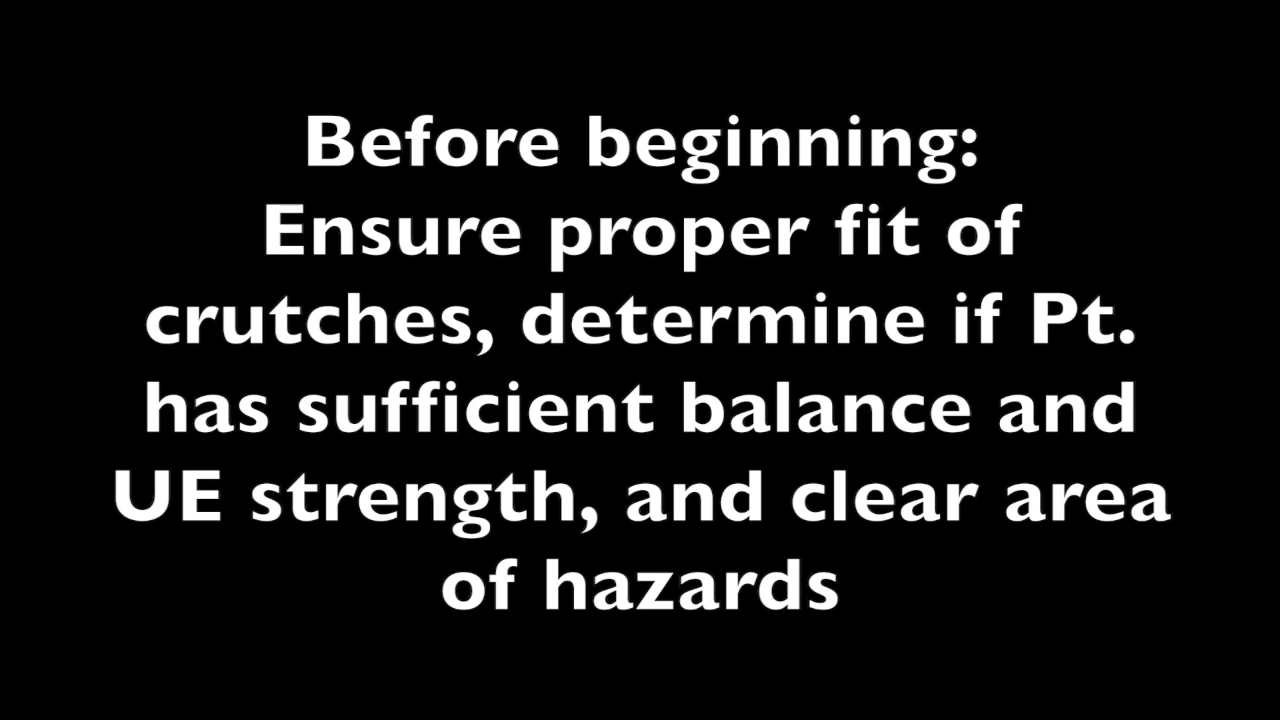 Before beginning:
Ensure proper fit of
crutches, determine if Pt.
has sufficient balance and
UE strength, and clear area
of hazards